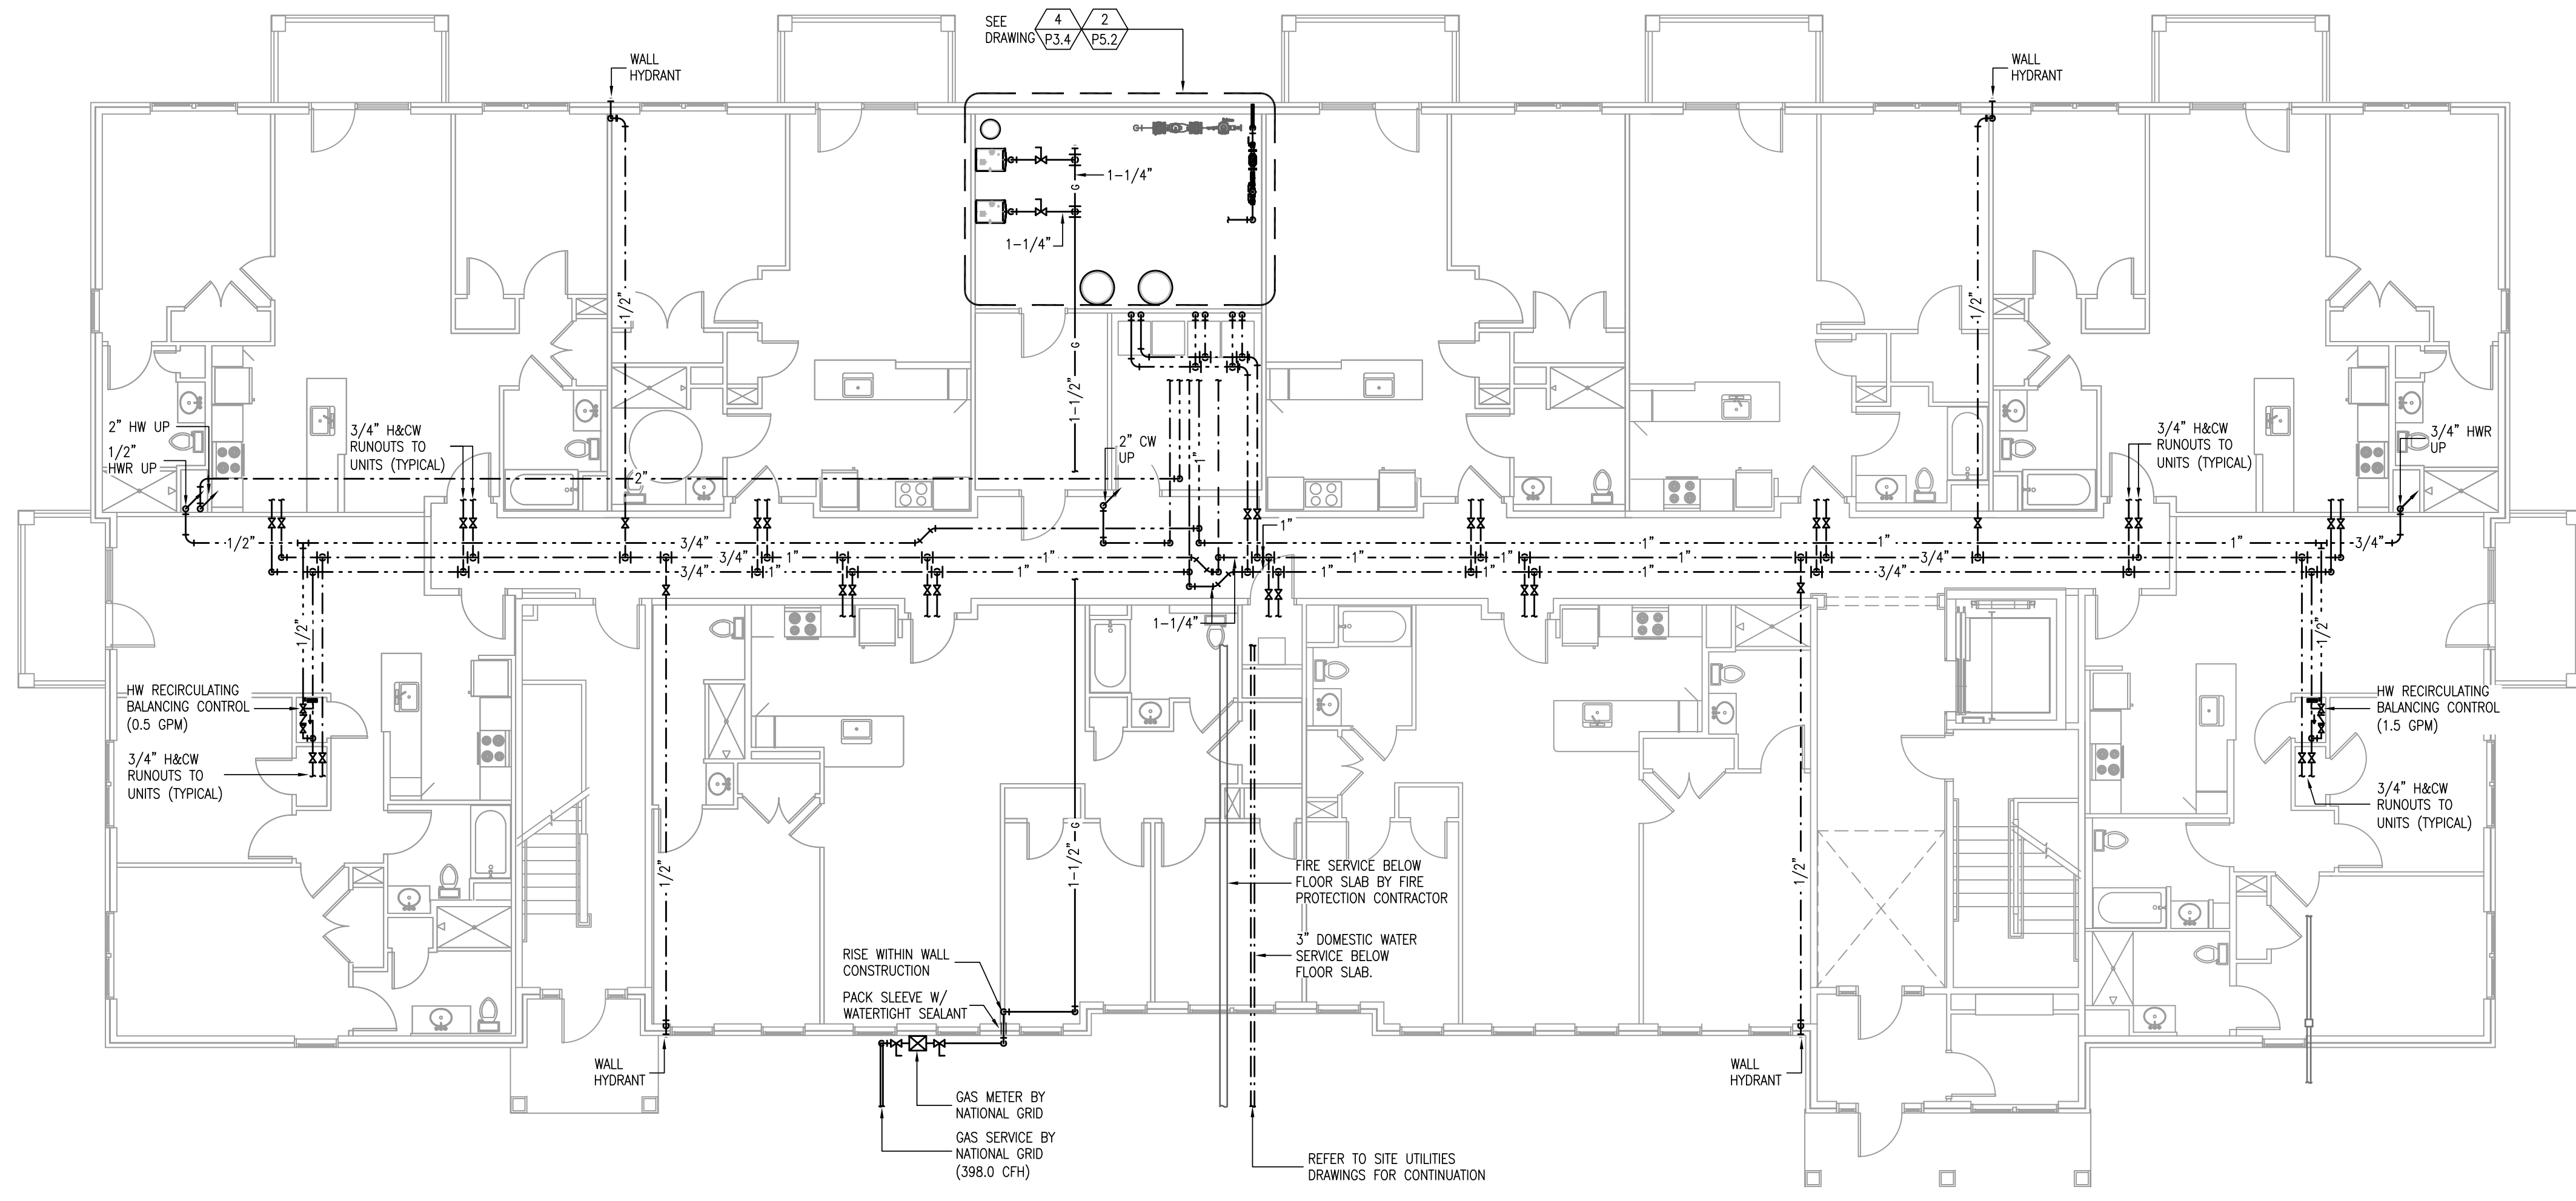 SEE
DRAWING
4
P3.4
2
P5.2
WALL
HYDRANT
WALL
HYDRANT
1-1/4"
1-1/4"
1/2"
1/2"
G
G
1-1/2"
2" HW UP
1/2"
HWR UP
3/4" H&CW
RUNOUTS TO
UNITS (TYPICAL)
2"
2" CW
UP
1"
3/4" H&CW
RUNOUTS TO
UNITS (TYPICAL)
3/4" HWR
UP
1"
1/2"
3/4"
1"
1"
1"
3/4"
3/4"
1"
1"
1"
1"
1"
1"
3/4"
3/4"
1"
1"
1"
1"
1"
3/4"
1-1/4"
1/2"
1/2"
HW RECIRCULATING
BALANCING CONTROL
(0.5 GPM)
3/4" H&CW
RUNOUTS TO
UNITS (TYPICAL)
HW RECIRCULATING
BALANCING CONTROL
(1.5 GPM)
3/4" H&CW
RUNOUTS TO
UNITS (TYPICAL)
G
1-1/2"
1/2"
1/2"
FIRE SERVICE BELOW
FLOOR SLAB BY FIRE
PROTECTION CONTRACTOR
3" DOMESTIC WATER
SERVICE BELOW
FLOOR SLAB.
RISE WITHIN WALL
CONSTRUCTION
PACK SLEEVE W/
WATERTIGHT SEALANT
WALL
HYDRANT
WALL
HYDRANT
GAS METER BY
NATIONAL GRID
GAS SERVICE BY
NATIONAL GRID
(398.0 CFH)
REFER TO SITE UTILITIES
DRAWINGS FOR CONTINUATION